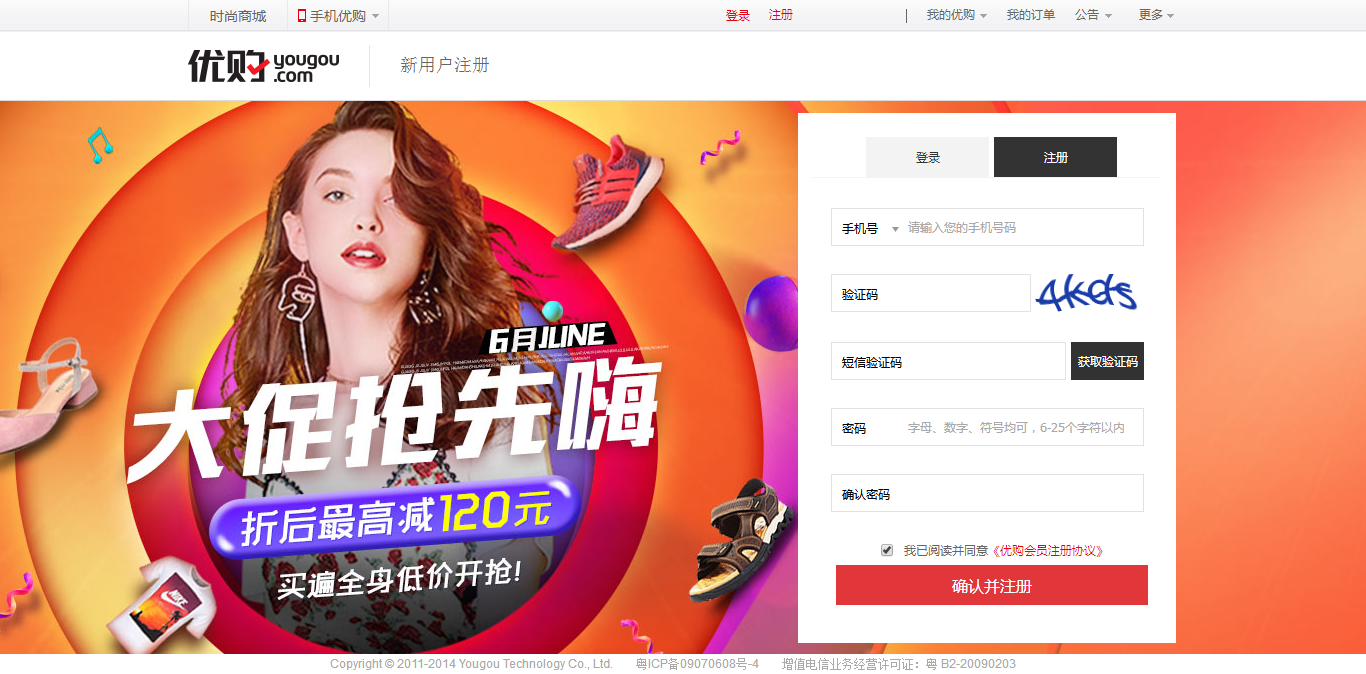 时尚商城 手机优购 登录 注册 | 我的优购 我的订单 公告 更多
优购 yougou.com 新用户注册
登录 注册
手机号 请输入您的手机号码
验证码 4kds
短信验证码 获取验证码
密码 字母、数字、符号均可，6-25个字符以内
确认密码
我已阅读并同意《优购会员注册协议》
确认并注册
6月JUNE
大促抢先嗨
折后最高减120元
买遍全身低价开抢!
NIKE
Copyright © 2011-2014 Yougou Technology Co., Ltd. 粤ICP备09070608号-4 增值电信业务经营许可证：粤 B2-20090203